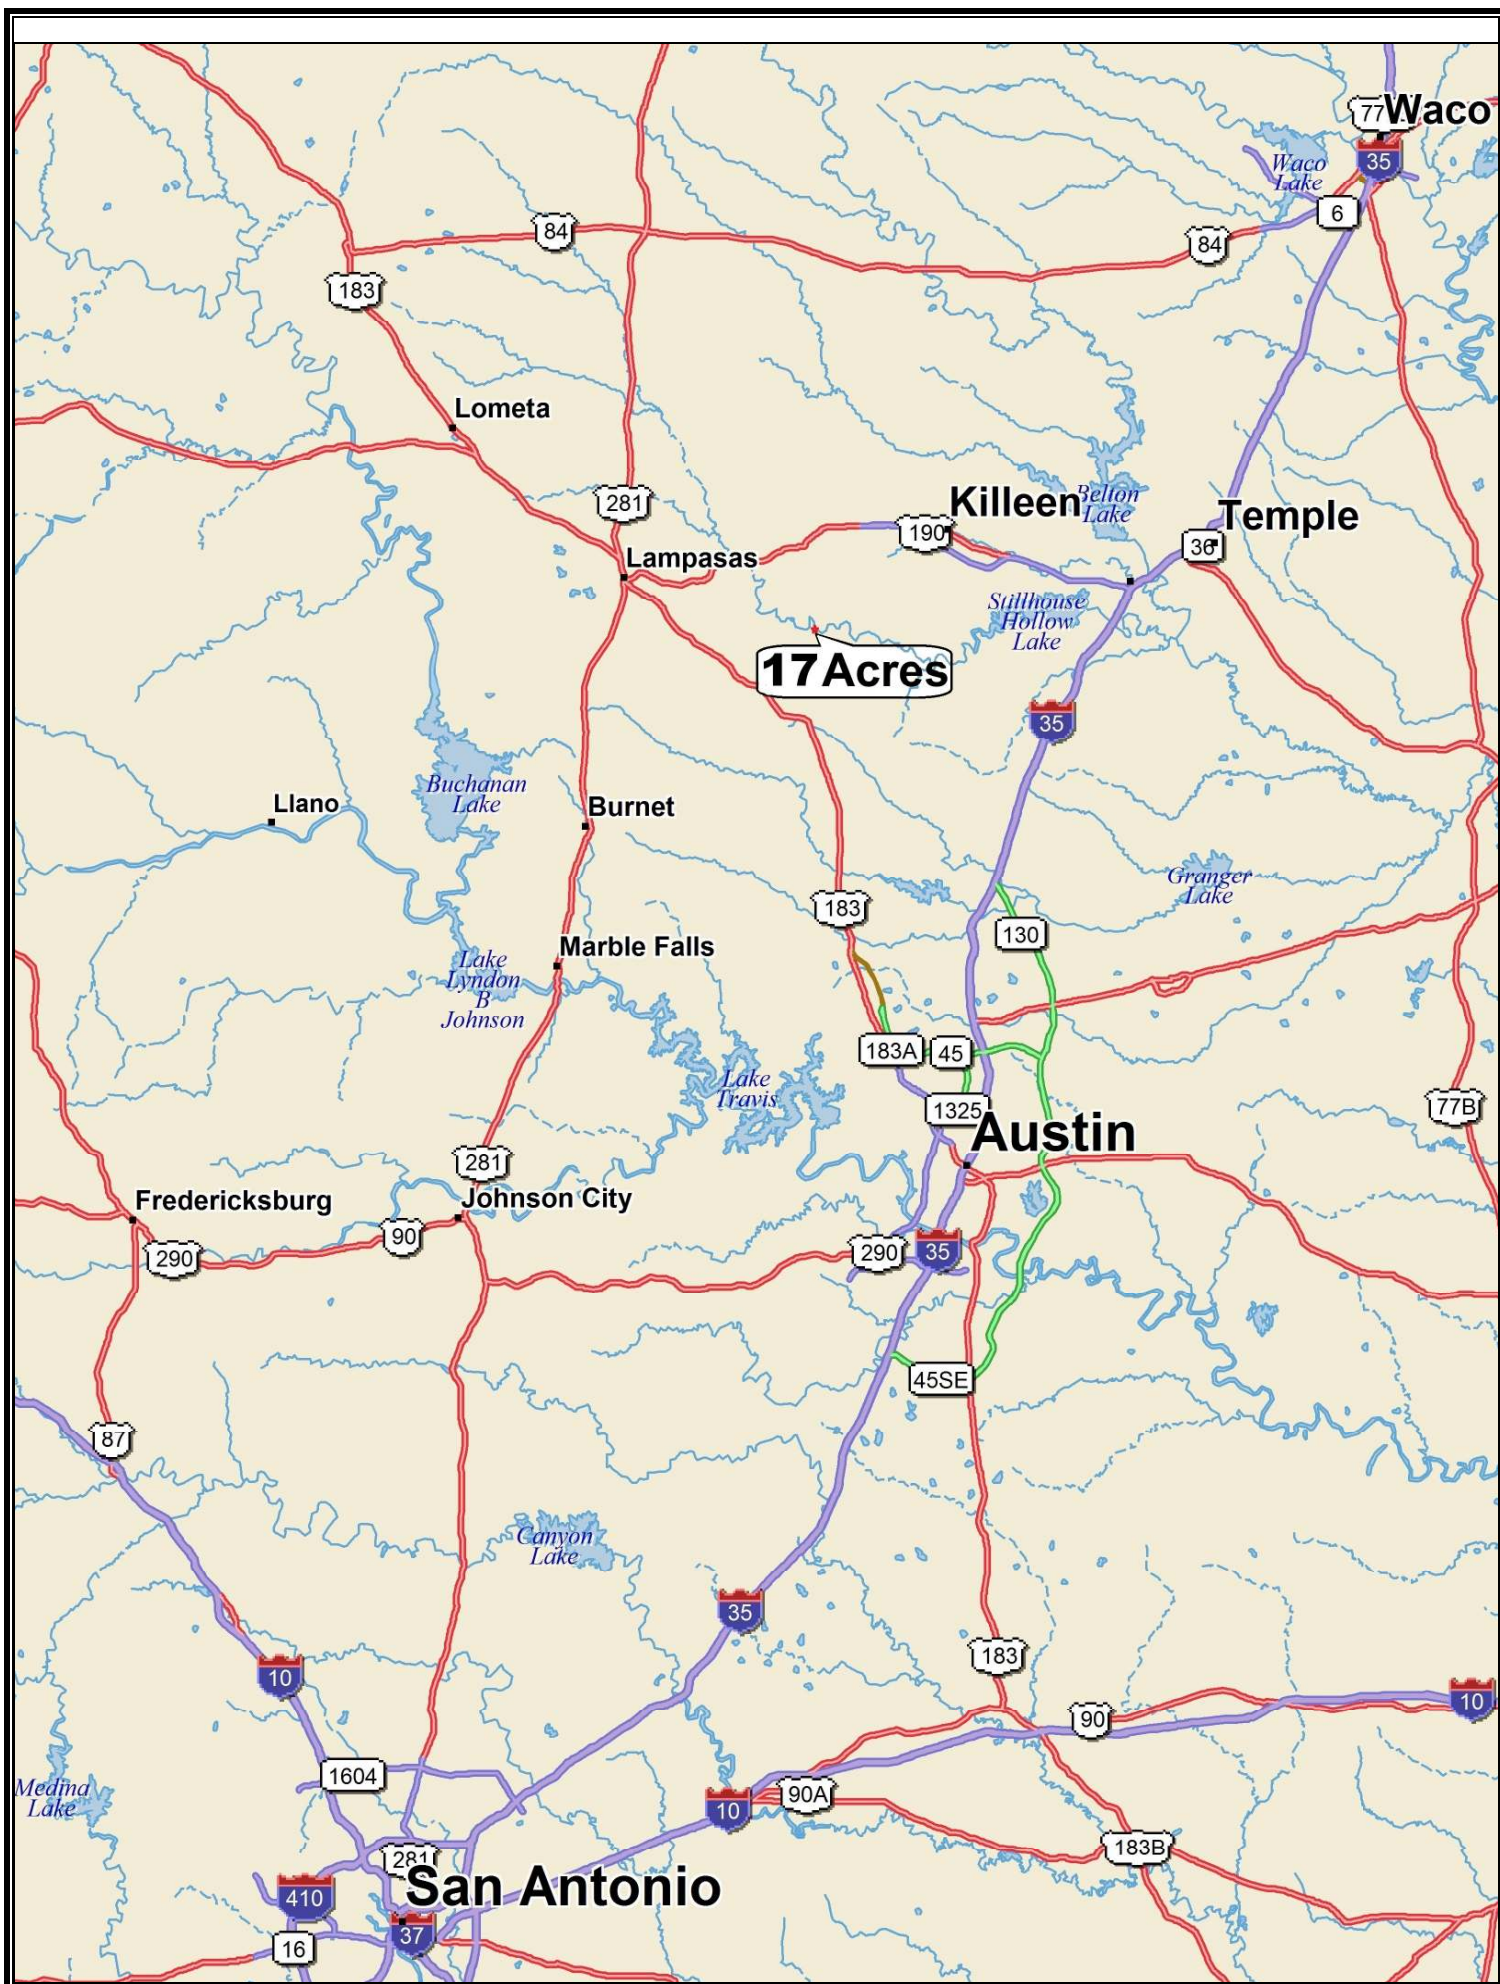 77
Waco
Waco
Lake
35
6
84
84
183
Lometa
281
Killeen
Belton
Lake
190
Temple
36
Lampasas
Stillhouse
Hollow
Lake
17 Acres
35
Buchanan
Lake
Llano
Burnet
Granger
Lake
183
130
Marble Falls
Lake
Lyndon
B
Johnson
183A
45
Lake
Travis
1325
77B
Austin
281
Fredericksburg
Johnson City
90
290
290
35
45SE
87
Canyon
Lake
35
183
10
10
90
1604
Medina
Lake
90A
10
183B
281
San Antonio
410
37
16